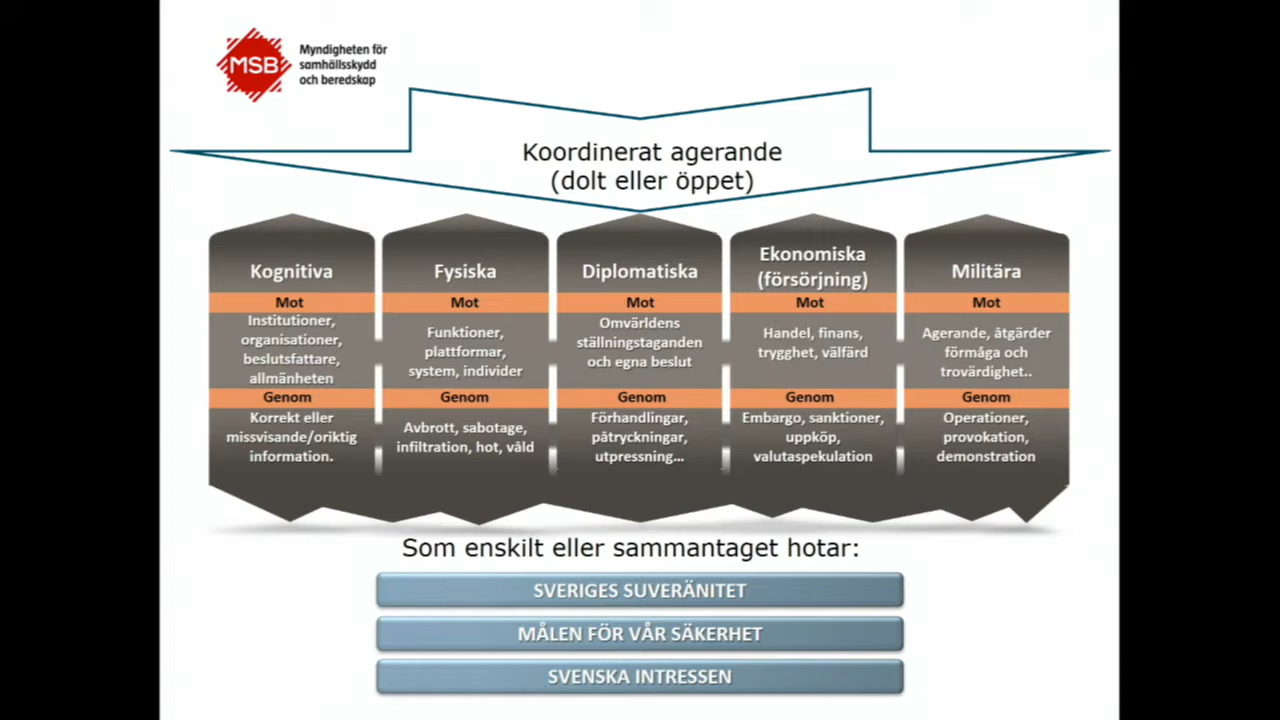 MSB
Myndigheten för
samhällsskydd
och beredskap
Koordinerat agerande
(dolt eller öppet)
Kognitiva
Mot
Institutioner,
organisationer,
beslutsfattare,
allmänheten
Genom
Korrekt eller
missvisande/oriktig
information.
Fysiska
Mot
Funktioner,
plattformar,
system, individer
Genom
Avbrott, sabotage,
infiltration, hot, våld
Diplomatiska
Mot
Omvärldens
ställningstaganden
och egna beslut
Genom
Förhandlingar,
påtryckningar,
utpressning...
Ekonomiska
(försörjning)
Mot
Handel, finans,
trygghet, välfärd
Genom
Embargo, sanktioner,
uppköp,
valutaspekulation
Militära
Mot
Agerande, åtgärder
förmåga och
trovärdighet..
Genom
Operationer,
provokation,
demonstration
Som enskilt eller sammantaget hotar:
SVERIGES SUVERÄNITET
MÅLEN FÖR VÅR SÄKERHET
SVENSKA INTRESSEN